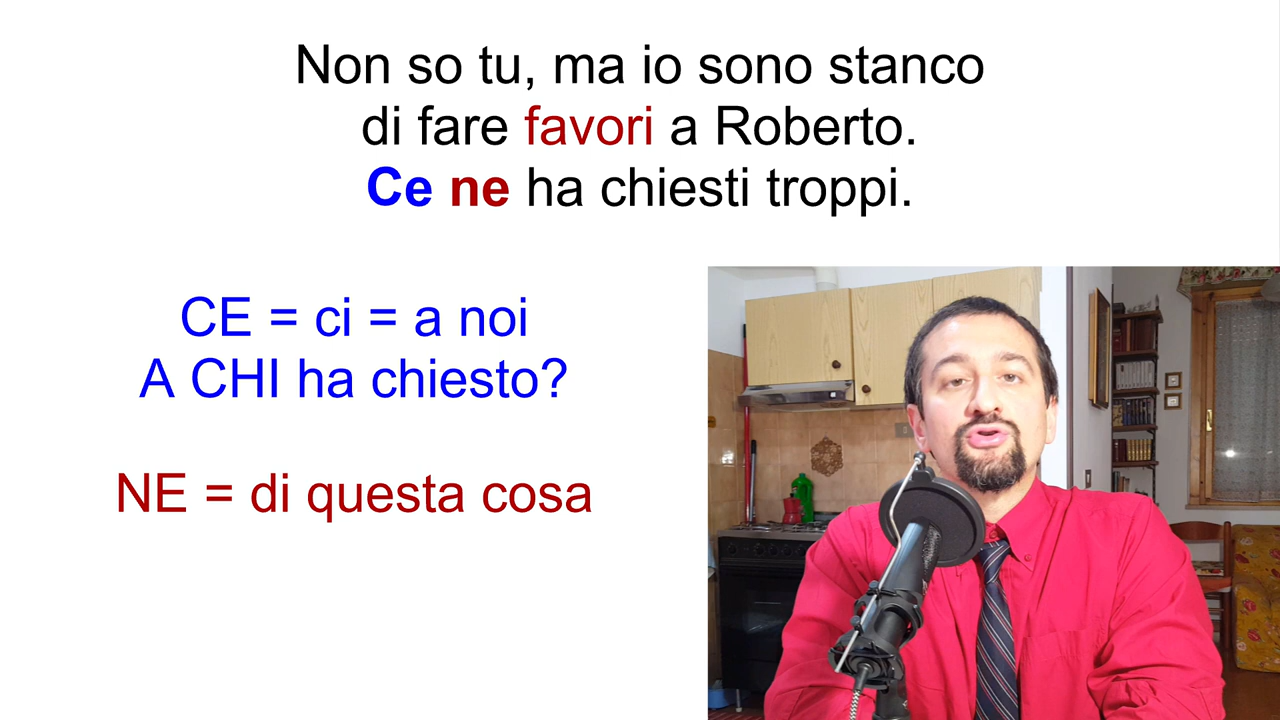 Non so tu, ma io sono stanco
di fare favori a Roberto.
Ce ne ha chiesti troppi.
CE = ci = a noi
A CHI ha chiesto?
NE = di questa cosa